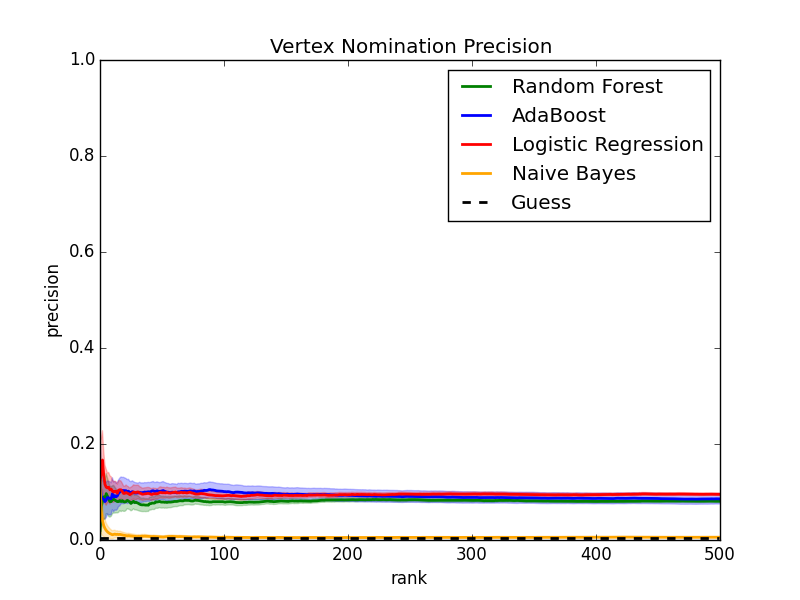 Vertex Nomination Precision
1.0
0.8
0.6
0.4
0.2
0.0
precision
Random Forest
AdaBoost
Logistic Regression
Naive Bayes
Guess
0 100 200 300 400 500
rank